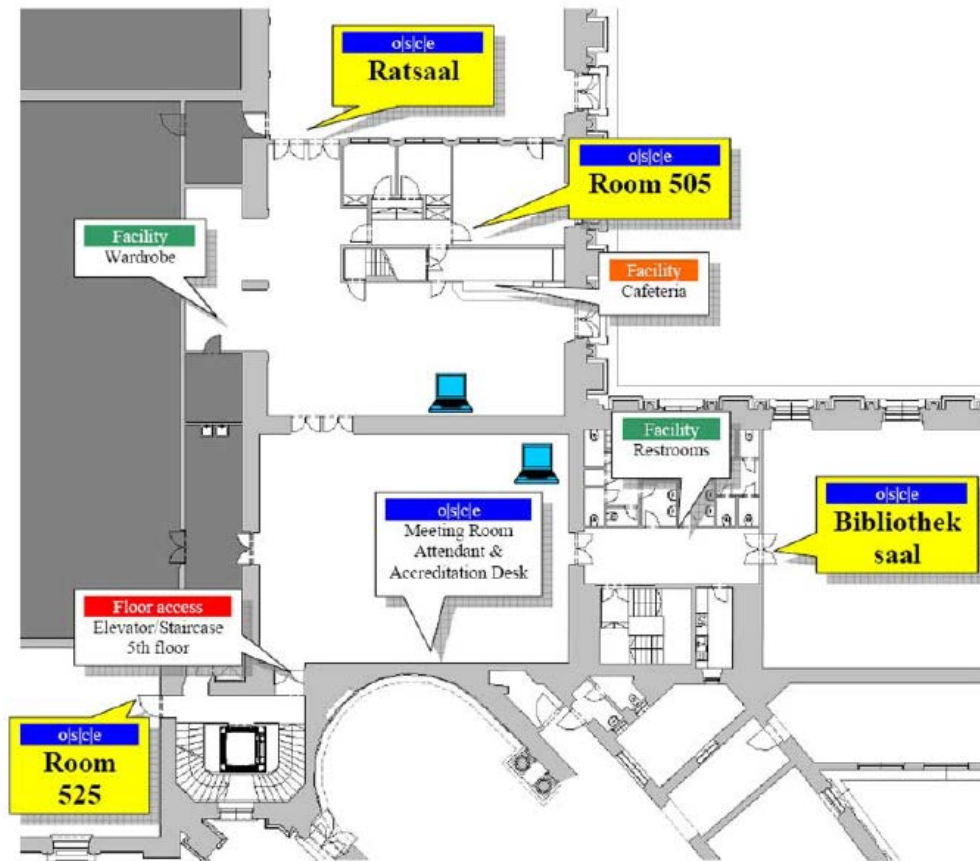 o|s|c|e
Ratsaal
o|s|c|e
Room 505
Facility
Wardrobe
Facility
Cafeteria
Facility
Restrooms
o|s|c|e
Meeting Room
Attendant &
Accreditation Desk
o|s|c|e
Bibliothek
saal
Floor access
Elevator/Staircase
5th floor
o|s|c|e
Room
525